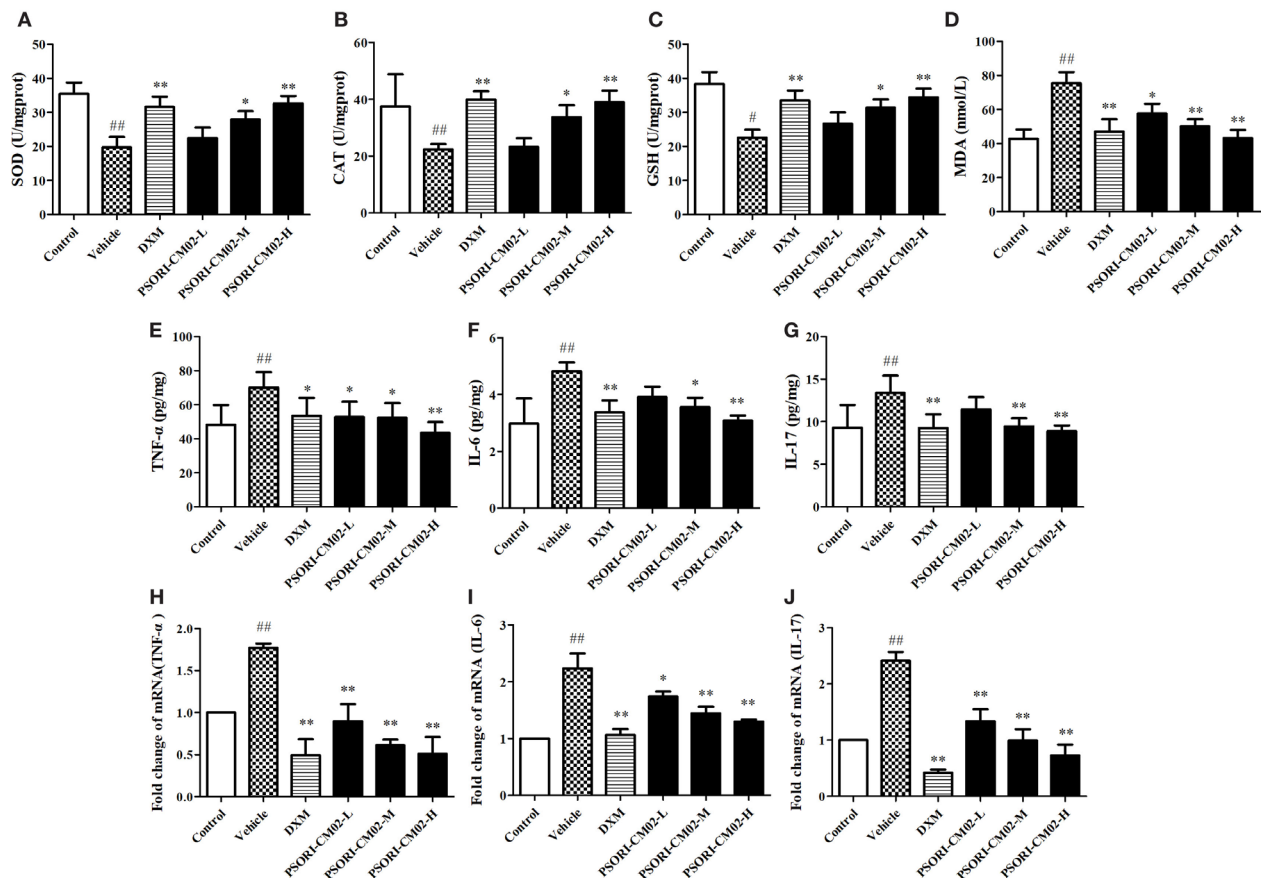 A
SOD (U/mgprot)
50
40
30
20
10
0
##
**
*
**
Control
Vehicle
DXM
PSORI-CM02-L
PSORI-CM02-M
PSORI-CM02-H
B
CAT (U/mgprot)
60
40
20
0
##
**
*
**
Control
Vehicle
DXM
PSORI-CM02-L
PSORI-CM02-M
PSORI-CM02-H
C
GSH (U/mgprot)
50
40
30
20
10
0
#
**
*
**
Control
Vehicle
DXM
PSORI-CM02-L
PSORI-CM02-M
PSORI-CM02-H
D
MDA (nmol/L)
100
80
60
40
20
0
##
**
*
**
**
Control
Vehicle
DXM
PSORI-CM02-L
PSORI-CM02-M
PSORI-CM02-H
E
TNF-α (pg/mg)
100
80
60
40
20
0
##
*
*
*
**
Control
Vehicle
DXM
PSORI-CM02-L
PSORI-CM02-M
PSORI-CM02-H
F
IL-6 (pg/mg)
6
4
2
0
##
**
*
**
Control
Vehicle
DXM
PSORI-CM02-L
PSORI-CM02-M
PSORI-CM02-H
G
IL-17 (pg/mg)
20
15
10
5
0
##
**
**
**
Control
Vehicle
DXM
PSORI-CM02-L
PSORI-CM02-M
PSORI-CM02-H
H
Fold change of mRNA(TNF-α )
2.0
1.5
1.0
0.5
0.0
##
**
**
**
**
Control
Vehicle
DXM
PSORI-CM02-L
PSORI-CM02-M
PSORI-CM02-H
I
Fold change of mRNA (IL-6)
3
2
1
0
##
**
*
**
**
Control
Vehicle
DXM
PSORI-CM02-L
PSORI-CM02-M
PSORI-CM02-H
J
Fold change of mRNA (IL-17)
3
2
1
0
##
**
**
**
**
Control
Vehicle
DXM
PSORI-CM02-L
PSORI-CM02-M
PSORI-CM02-H